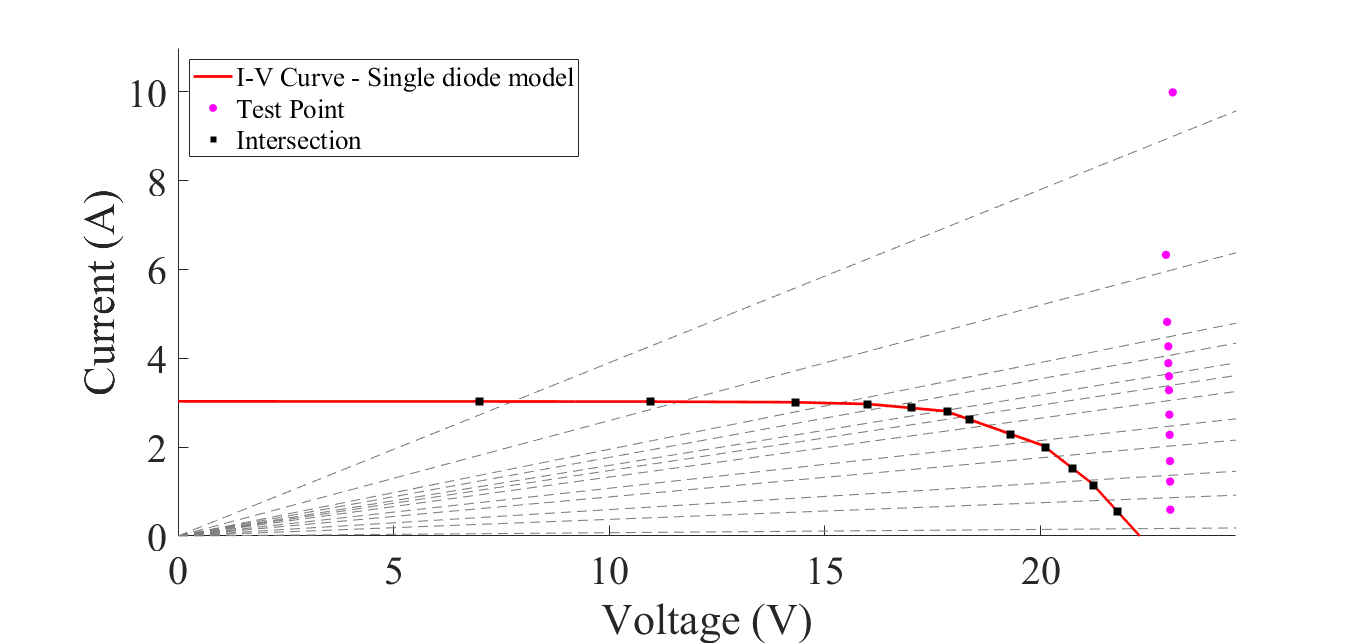 I-V Curve - Single diode model
Test Point
Intersection
10
8
6
4
2
0
Current (A)
0 5 10 15 20
Voltage (V)